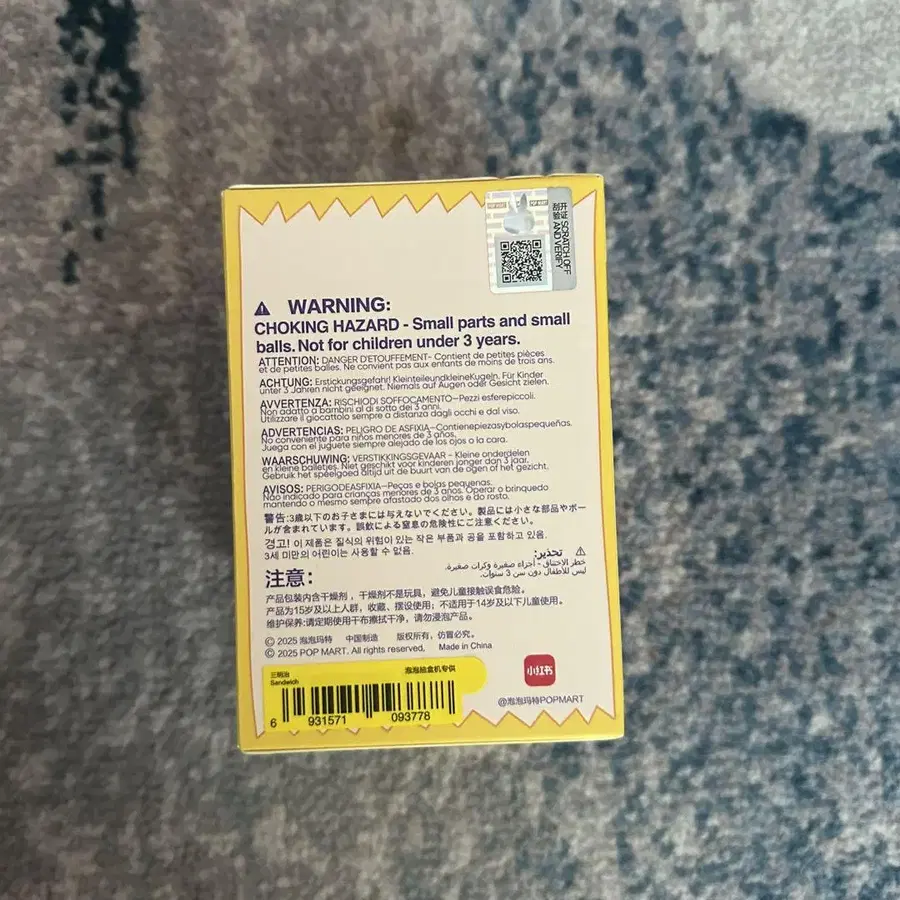 POP MART
POP MART
开涂 SCRATCH OFF
刮验 AND VERIFY
WARNING:
CHOKING HAZARD - Small parts and small
balls. Not for children under 3 years.
ATTENTION: DANGER D'ETOUFFEMENT- Contient de petites pièces
et de petites balles. Ne convient pas aux enfants de moins de trois ans.
ACHTUNG: Erstickungsgefahr! KleinteileundkleineKugeln. Für Kinder
unter 3 Jahren nicht geeignet. Niemals auf Augen oder Gesicht zielen.
AVVERTENZA: RISCHIODI SOFFOCAMENTO-Pezzi esferepiccoli.
Non adatto a bambini al di sotto dei 3 anni.
Utilizzare il giocattolo sempre a distanza dagli occhi e dal viso.
ADVERTENCIAS: PELIGRO DE ASFIXIA-Contienepiezasybolaspequeñas.
No conveniente para niños menores de 3 años.
Juega con el juguete siempre alejado de los ojos o la cara.
WAARSCHUWING: VERSTIKKINGSGEVAAR - Kleine onderdelen
en kleine balletjes. Niet geschikt voor kinderen jonger dan 3 jaar.
Gebruik het speelgoed altijd uit de buurt van de ogen of het gezicht.
AVISOS: PERIGODEASFIXIA-Peças e bolas pequenas.
Não indicado para crianças menores de 3 anos. Operar o brinquedo
mantendo o mesmo sempre afastado dos olhos e do rosto.
警告:3歳以下のお子さまには与えないでください。製品には小さな部品やボー
ルが含まれています。誤飲による窒息の危険性にご注意ください。
경고! 이 제품은 질식의 위험이 있는 작은 부품과 공을 포함하고 있음.
3세 미만의 어린이는 사용할 수 없음.
تحذير:
خطر الاختناق - أجزاء صغيرة وكرات صغيرة.
ليس للأطفال دون سن 3 سنوات.
注意：
产品包装内含干燥剂，干燥剂不是玩具，避免儿童接触误食危险。
产品为15岁及以上人群，收藏、摆设使用；不适用于14岁及以下儿童使用。
维护保养:请定期使用干布擦拭干净，请勿浸泡产品。
© 2025 泡泡玛特 中国制造 版权所有，仿冒必究。
© 2025 POP MART. All rights reserved. Made in China
三明治
Sandwich
泡泡抽盒机专供
6 931571 093778
小红书
@泡泡玛特POPMART